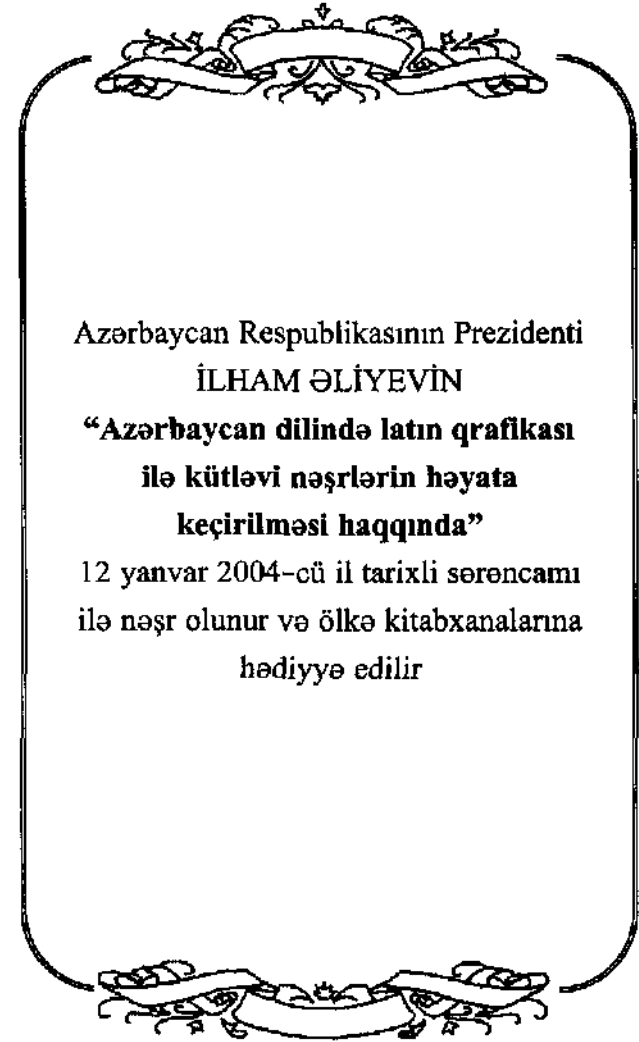 Azərbaycan Respublikasının Prezidenti
İLHAM ƏLİYEVİN
“Azərbaycan dilində latın qrafikası
ilə kütləvi nəşrlərin həyata
keçirilməsi haqqında”
12 yanvar 2004-cü il tarixli sərəncamı
ilə nəşr olunur və ölkə kitabxanalarına
hədiyyə edilir